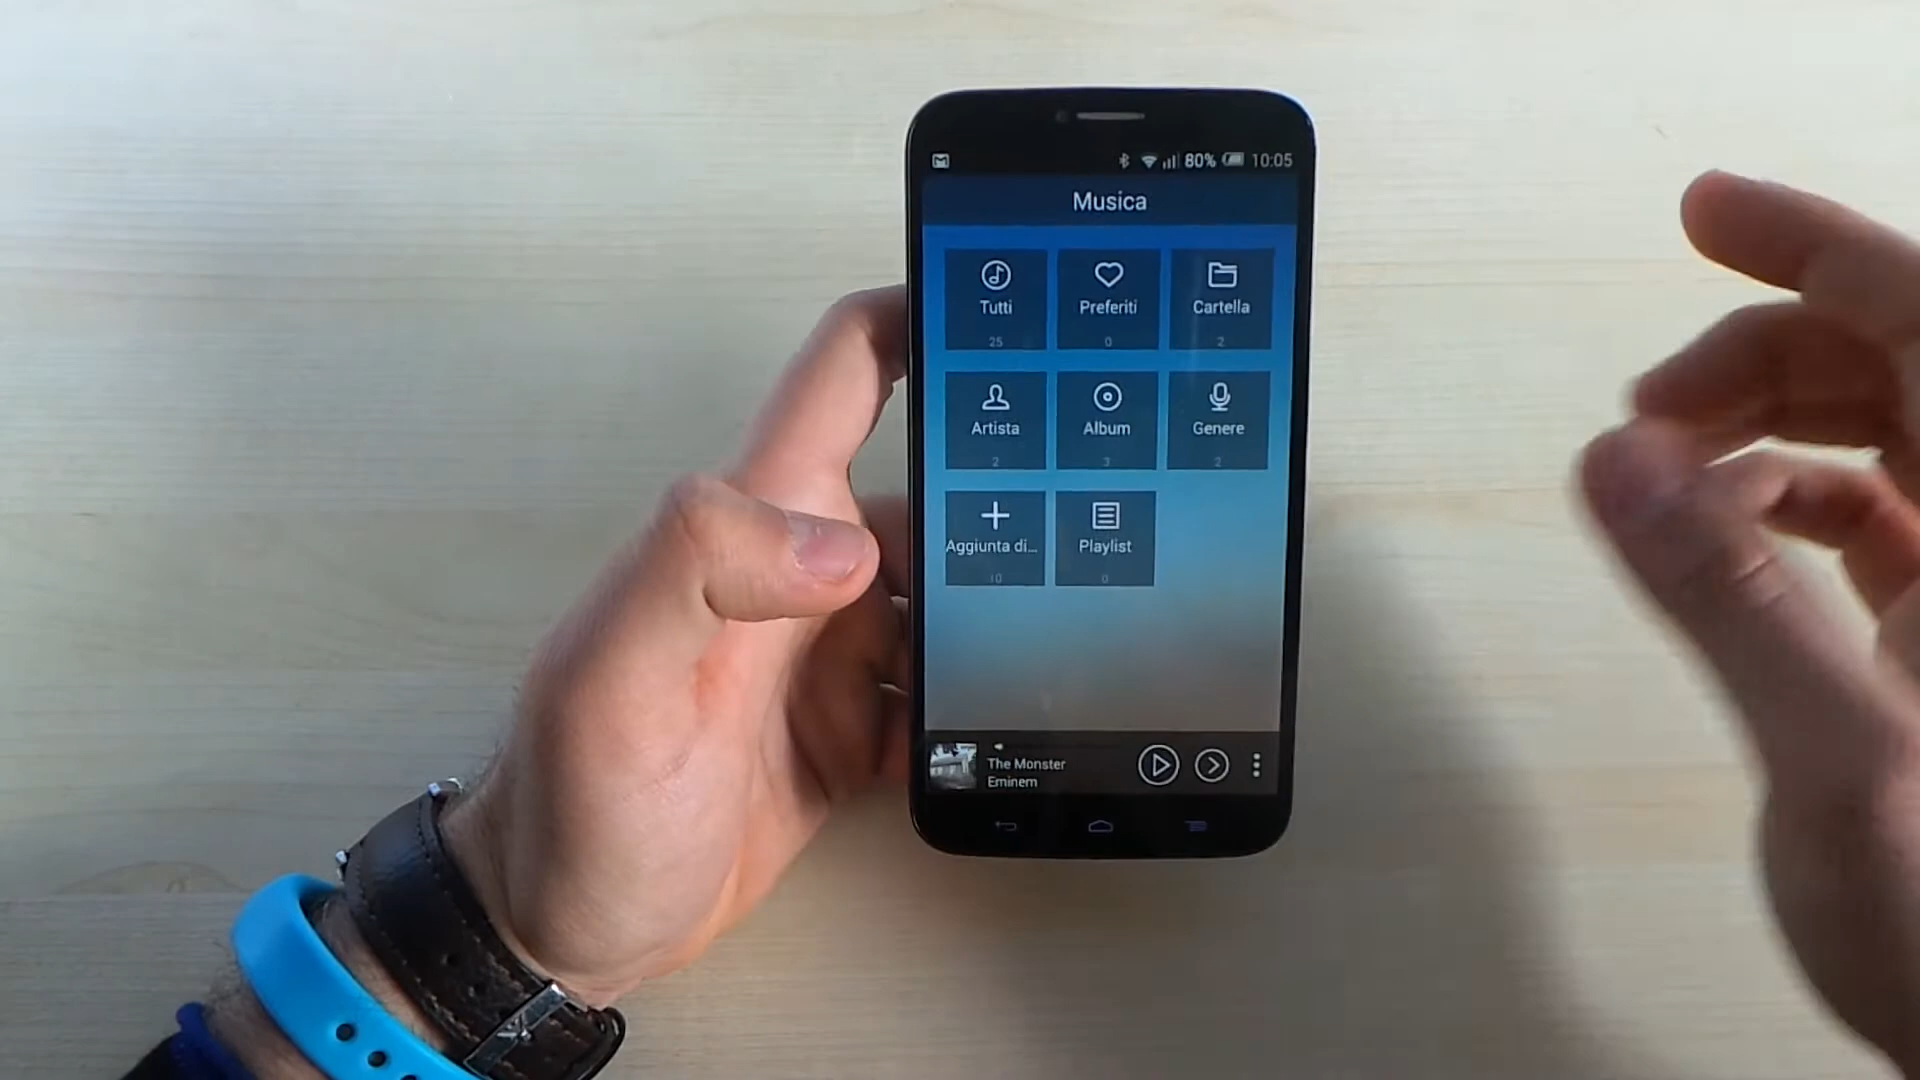 80% 10:05
Musica
Tutti
25
Preferiti
0
Cartella
2
Artista
2
Album
3
Genere
2
Aggiunta di...
10
Playlist
0
The Monster
Eminem